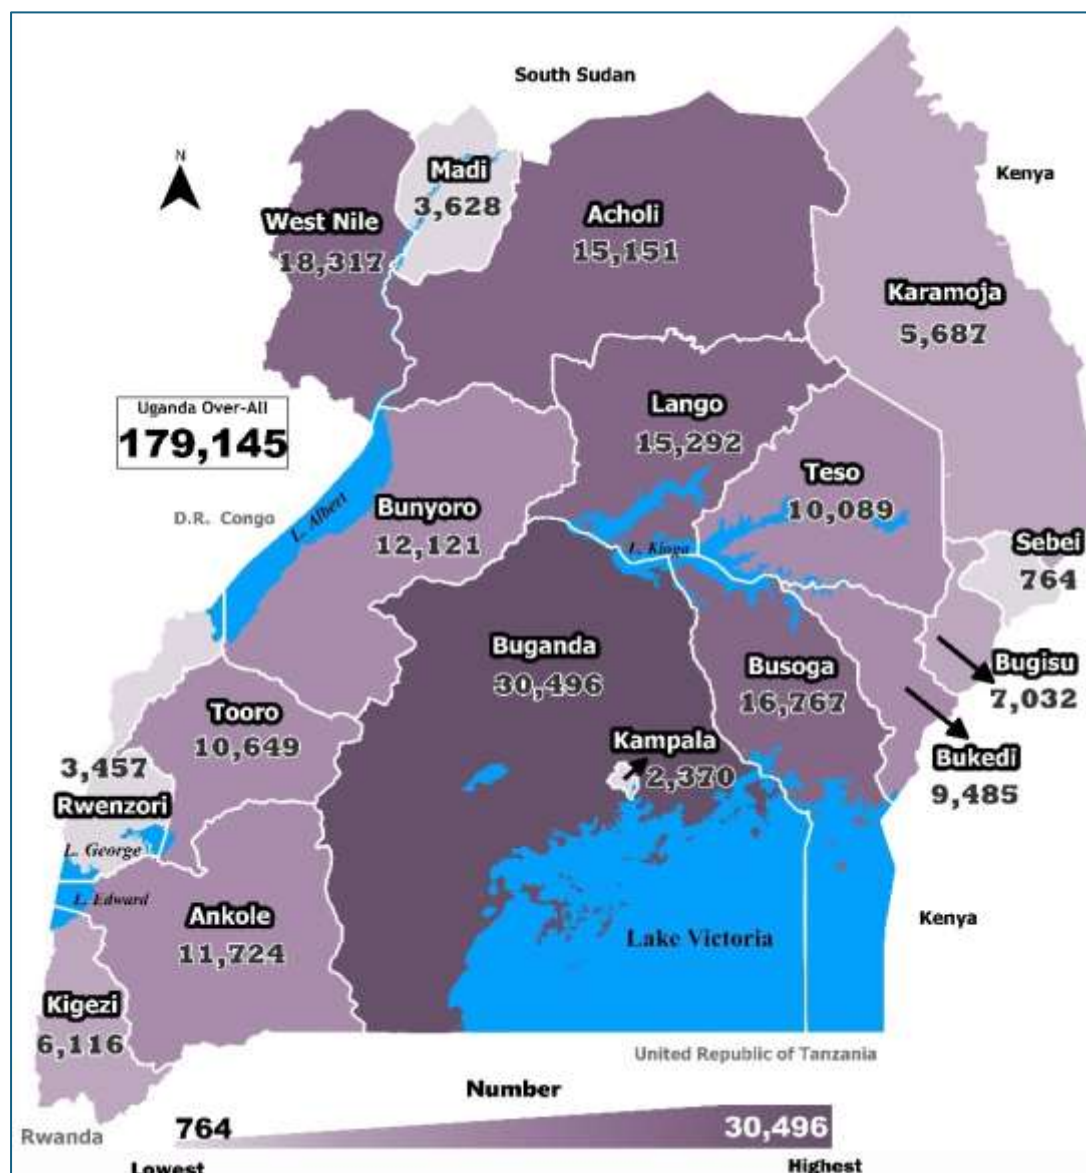 South Sudan
N
Madi
3,628
Kenya
West Nile
18,317
Acholi
15,151
Karamoja
5,687
Uganda Over-All
179,145
Lango
15,292
Teso
10,089
D.R. Congo
L. Albert
Bunyoro
12,121
L. Kioga
Sebei
764
Buganda
30,496
Busoga
16,767
Bugisu
7,032
Tooro
10,649
Kampala
2,370
Bukedi
9,485
3,457
Rwenzori
L. George
L. Edward
Ankole
11,724
Lake Victoria
Kenya
Kigezi
6,116
United Republic of Tanzania
Number
Rwanda
764
30,496
Lowest
Highest